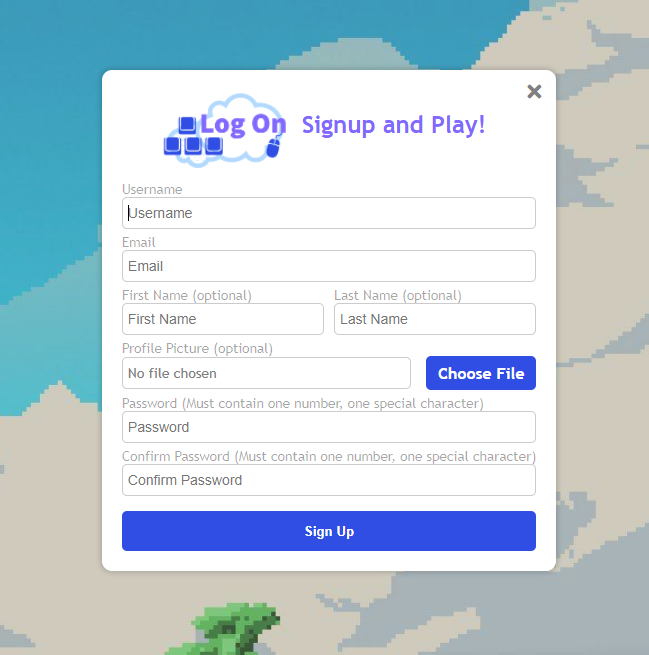 Log On Signup and Play!
Username
Username
Email
Email
First Name (optional) Last Name (optional)
First Name Last Name
Profile Picture (optional)
No file chosen Choose File
Password (Must contain one number, one special character)
Password
Confirm Password (Must contain one number, one special character)
Confirm Password
Sign Up